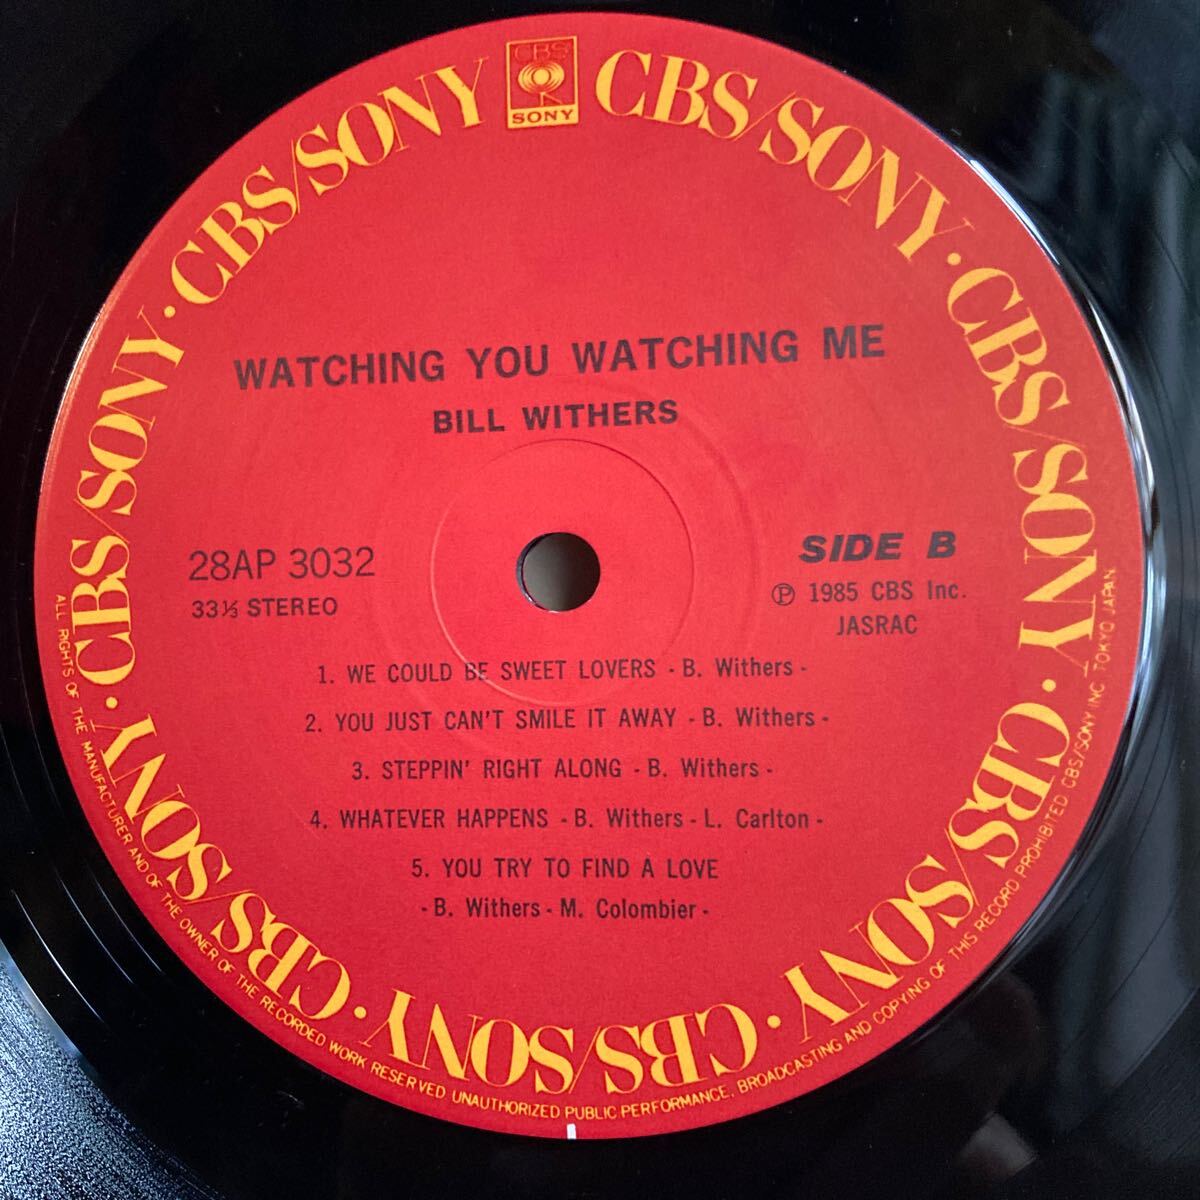 CBS
SONY
CBS/SONY · CBS/SONY · CBS/SONY · CBS/SONY · CBS/SONY · CBS/SONY · CBS/SONY · CBS/SONY
WATCHING YOU WATCHING ME
BILL WITHERS
28AP 3032
33⅓ STEREO
SIDE B
Ⓟ 1985 CBS Inc.
JASRAC
1. WE COULD BE SWEET LOVERS - B. Withers -
2. YOU JUST CAN'T SMILE IT AWAY - B. Withers -
3. STEPPIN' RIGHT ALONG - B. Withers -
4. WHATEVER HAPPENS - B. Withers - L. Carlton -
5. YOU TRY TO FIND A LOVE
- B. Withers - M. Colombier -
ALL RIGHTS OF THE MANUFACTURER AND OF THE OWNER OF THE RECORDED WORK RESERVED UNAUTHORIZED PUBLIC PERFORMANCE, BROADCASTING AND COPYING OF THIS RECORD PROHIBITED CBS/SONY INC. TOKYO JAPAN.